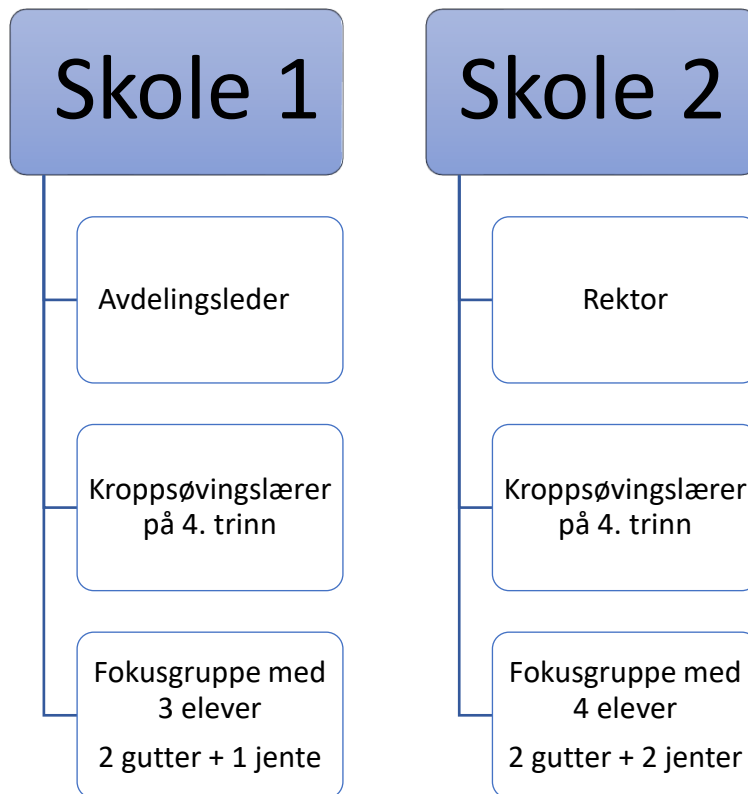 Skole 1
Avdelingsleder
Kroppsøvingslærer
på 4. trinn
Fokusgruppe med
3 elever
2 gutter + 1 jente
Skole 2
Rektor
Kroppsøvingslærer
på 4. trinn
Fokusgruppe med
4 elever
2 gutter + 2 jenter